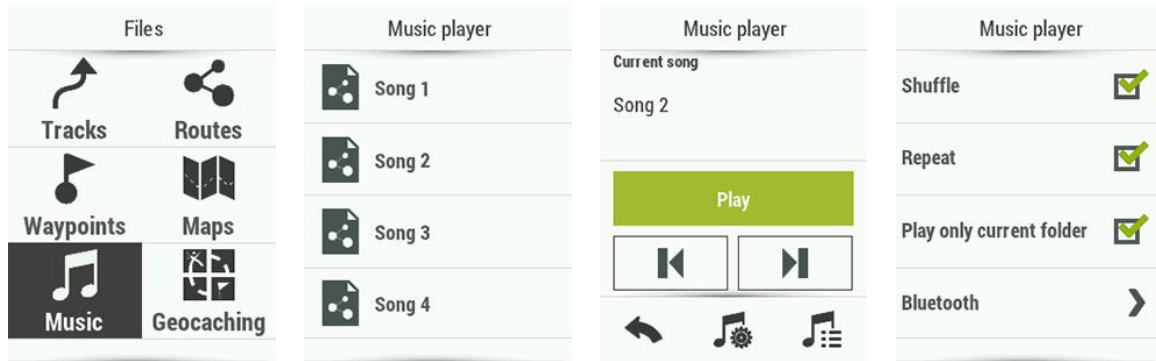 Files
Tracks
Routes
Waypoints
Maps
Music
Geocaching
Music player
Song 1
Song 2
Song 3
Song 4
Music player
Current song
Song 2
Play
Music player
Shuffle
Repeat
Play only current folder
Bluetooth